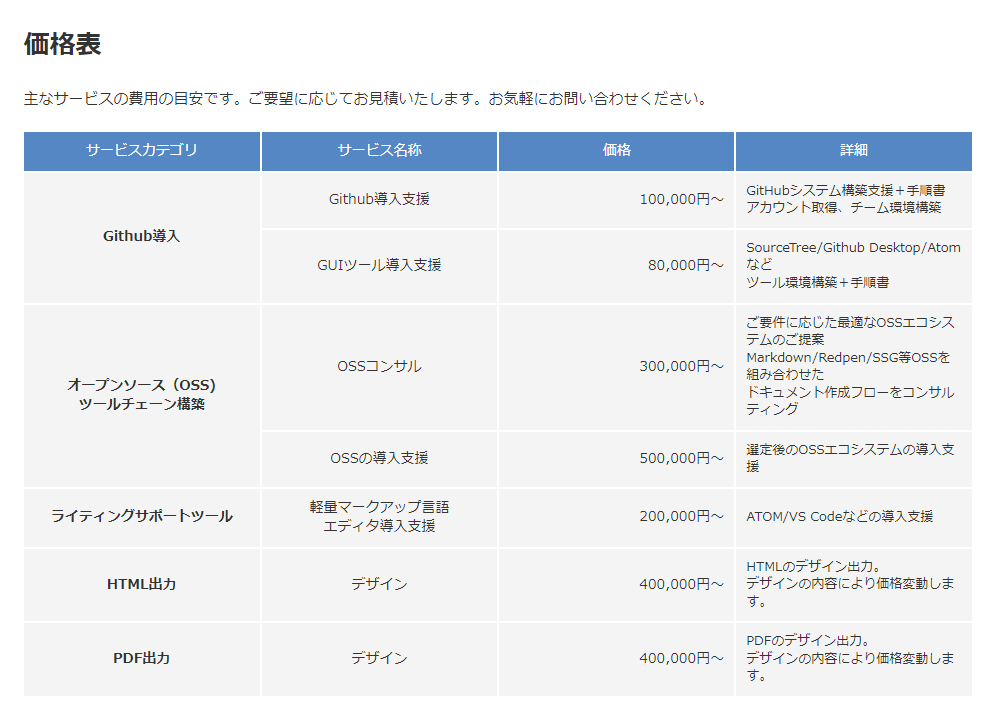 価格表
主なサービスの費用の目安です。ご要望に応じてお見積いたします。お気軽にお問い合わせください。
サービスカテゴリ サービス名称 価格 詳細
Github導入
Github導入支援
100,000円～
GitHubシステム構築支援＋手順書
アカウント取得、チーム環境構築
GUIツール導入支援
80,000円～
SourceTree/Github Desktop/Atom
など
ツール環境構築＋手順書
オープンソース（OSS）
ツールチェーン構築
OSSコンサル
300,000円～
ご要件に応じた最適なOSSエコシス
テムのご提案
Markdown/Redpen/SSG等OSSを
組み合わせた
ドキュメント作成フローをコンサル
ティング
OSSの導入支援
500,000円～
選定後のOSSエコシステムの導入支
援
ライティングサポートツール
軽量マークアップ言語
エディタ導入支援
200,000円～
ATOM/VS Codeなどの導入支援
HTML出力
デザイン
400,000円～
HTMLのデザイン出力。
デザインの内容により価格変動しま
す。
PDF出力
デザイン
400,000円～
PDFのデザイン出力。
デザインの内容により価格変動しま
す。